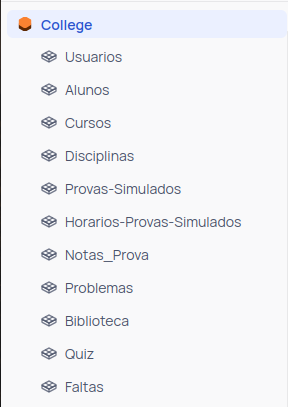 College
Usuarios
Alunos
Cursos
Disciplinas
Provas-Simulados
Horarios-Provas-Simulados
Notas_Prova
Problemas
Biblioteca
Quiz
Faltas